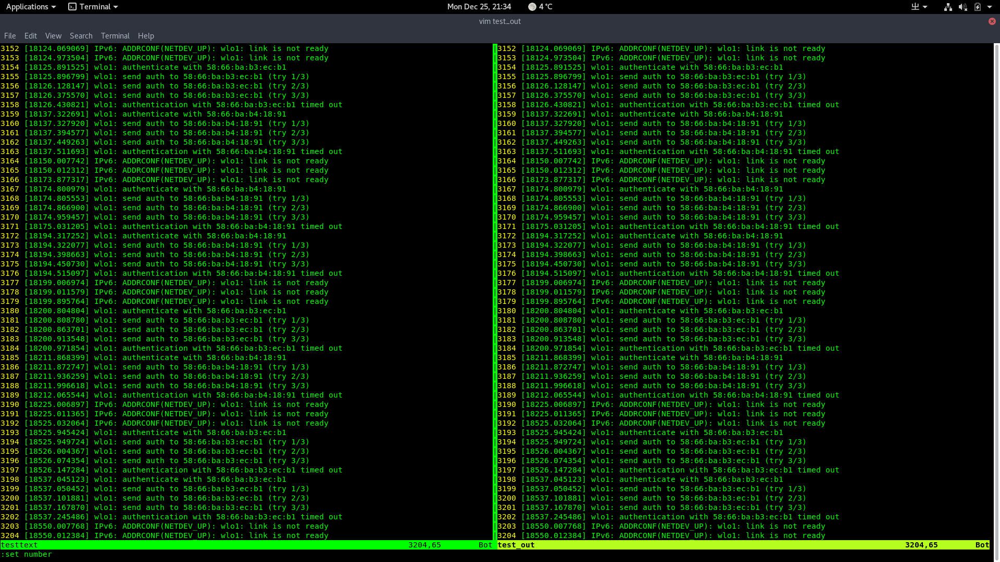 Applications Terminal Mon Dec 25, 21:34 4 °C
vim test_out
File Edit View Search Terminal Help
3152 [18124.069069] IPv6: ADDRCONF(NETDEV_UP): wlo1: link is not ready
3153 [18124.973504] IPv6: ADDRCONF(NETDEV_UP): wlo1: link is not ready
3154 [18125.891525] wlo1: authenticate with 58:66:ba:b3:ec:b1
3155 [18125.896799] wlo1: send auth to 58:66:ba:b3:ec:b1 (try 1/3)
3156 [18126.128147] wlo1: send auth to 58:66:ba:b3:ec:b1 (try 2/3)
3157 [18126.375570] wlo1: send auth to 58:66:ba:b3:ec:b1 (try 3/3)
3158 [18126.430821] wlo1: authentication with 58:66:ba:b3:ec:b1 timed out
3159 [18137.322691] wlo1: authenticate with 58:66:ba:b4:18:91
3160 [18137.327920] wlo1: send auth to 58:66:ba:b4:18:91 (try 1/3)
3161 [18137.394577] wlo1: send auth to 58:66:ba:b4:18:91 (try 2/3)
3162 [18137.449263] wlo1: send auth to 58:66:ba:b4:18:91 (try 3/3)
3163 [18137.511693] wlo1: authentication with 58:66:ba:b4:18:91 timed out
3164 [18150.007742] IPv6: ADDRCONF(NETDEV_UP): wlo1: link is not ready
3165 [18150.012312] IPv6: ADDRCONF(NETDEV_UP): wlo1: link is not ready
3166 [18173.877317] IPv6: ADDRCONF(NETDEV_UP): wlo1: link is not ready
3167 [18174.800979] wlo1: authenticate with 58:66:ba:b4:18:91
3168 [18174.805553] wlo1: send auth to 58:66:ba:b4:18:91 (try 1/3)
3169 [18174.866900] wlo1: send auth to 58:66:ba:b4:18:91 (try 2/3)
3170 [18174.959457] wlo1: send auth to 58:66:ba:b4:18:91 (try 3/3)
3171 [18175.031205] wlo1: authentication with 58:66:ba:b4:18:91 timed out
3172 [18194.317252] wlo1: authenticate with 58:66:ba:b4:18:91
3173 [18194.322077] wlo1: send auth to 58:66:ba:b4:18:91 (try 1/3)
3174 [18194.398663] wlo1: send auth to 58:66:ba:b4:18:91 (try 2/3)
3175 [18194.450730] wlo1: send auth to 58:66:ba:b4:18:91 (try 3/3)
3176 [18194.515097] wlo1: authentication with 58:66:ba:b4:18:91 timed out
3177 [18199.006974] IPv6: ADDRCONF(NETDEV_UP): wlo1: link is not ready
3178 [18199.011579] IPv6: ADDRCONF(NETDEV_UP): wlo1: link is not ready
3179 [18199.895764] IPv6: ADDRCONF(NETDEV_UP): wlo1: link is not ready
3180 [18200.804804] wlo1: authenticate with 58:66:ba:b3:ec:b1
3181 [18200.808780] wlo1: send auth to 58:66:ba:b3:ec:b1 (try 1/3)
3182 [18200.863701] wlo1: send auth to 58:66:ba:b3:ec:b1 (try 2/3)
3183 [18200.913548] wlo1: send auth to 58:66:ba:b3:ec:b1 (try 3/3)
3184 [18200.971854] wlo1: authentication with 58:66:ba:b3:ec:b1 timed out
3185 [18211.868399] wlo1: authenticate with 58:66:ba:b4:18:91
3186 [18211.872747] wlo1: send auth to 58:66:ba:b4:18:91 (try 1/3)
3187 [18211.936259] wlo1: send auth to 58:66:ba:b4:18:91 (try 2/3)
3188 [18211.996618] wlo1: send auth to 58:66:ba:b4:18:91 (try 3/3)
3189 [18212.065544] wlo1: authentication with 58:66:ba:b4:18:91 timed out
3190 [18225.006897] IPv6: ADDRCONF(NETDEV_UP): wlo1: link is not ready
3191 [18225.011365] IPv6: ADDRCONF(NETDEV_UP): wlo1: link is not ready
3192 [18525.032064] IPv6: ADDRCONF(NETDEV_UP): wlo1: link is not ready
3193 [18525.945424] wlo1: authenticate with 58:66:ba:b3:ec:b1
3194 [18525.949724] wlo1: send auth to 58:66:ba:b3:ec:b1 (try 1/3)
3195 [18526.004367] wlo1: send auth to 58:66:ba:b3:ec:b1 (try 2/3)
3196 [18526.074354] wlo1: send auth to 58:66:ba:b3:ec:b1 (try 3/3)
3197 [18526.147284] wlo1: authentication with 58:66:ba:b3:ec:b1 timed out
3198 [18537.045123] wlo1: authenticate with 58:66:ba:b3:ec:b1
3199 [18537.050452] wlo1: send auth to 58:66:ba:b3:ec:b1 (try 1/3)
3200 [18537.101881] wlo1: send auth to 58:66:ba:b3:ec:b1 (try 2/3)
3201 [18537.167870] wlo1: send auth to 58:66:ba:b3:ec:b1 (try 3/3)
3202 [18537.245486] wlo1: authentication with 58:66:ba:b3:ec:b1 timed out
3203 [18550.007768] IPv6: ADDRCONF(NETDEV_UP): wlo1: link is not ready
3204 [18550.012384] IPv6: ADDRCONF(NETDEV_UP): wlo1: link is not ready
testtext 3204,65 Bot
3152 [18124.069069] IPv6: ADDRCONF(NETDEV_UP): wlo1: link is not ready
3153 [18124.973504] IPv6: ADDRCONF(NETDEV_UP): wlo1: link is not ready
3154 [18125.891525] wlo1: authenticate with 58:66:ba:b3:ec:b1
3155 [18125.896799] wlo1: send auth to 58:66:ba:b3:ec:b1 (try 1/3)
3156 [18126.128147] wlo1: send auth to 58:66:ba:b3:ec:b1 (try 2/3)
3157 [18126.375570] wlo1: send auth to 58:66:ba:b3:ec:b1 (try 3/3)
3158 [18126.430821] wlo1: authentication with 58:66:ba:b3:ec:b1 timed out
3159 [18137.322691] wlo1: authenticate with 58:66:ba:b4:18:91
3160 [18137.327920] wlo1: send auth to 58:66:ba:b4:18:91 (try 1/3)
3161 [18137.394577] wlo1: send auth to 58:66:ba:b4:18:91 (try 2/3)
3162 [18137.449263] wlo1: send auth to 58:66:ba:b4:18:91 (try 3/3)
3163 [18137.511693] wlo1: authentication with 58:66:ba:b4:18:91 timed out
3164 [18150.007742] IPv6: ADDRCONF(NETDEV_UP): wlo1: link is not ready
3165 [18150.012312] IPv6: ADDRCONF(NETDEV_UP): wlo1: link is not ready
3166 [18173.877317] IPv6: ADDRCONF(NETDEV_UP): wlo1: link is not ready
3167 [18174.800979] wlo1: authenticate with 58:66:ba:b4:18:91
3168 [18174.805553] wlo1: send auth to 58:66:ba:b4:18:91 (try 1/3)
3169 [18174.866900] wlo1: send auth to 58:66:ba:b4:18:91 (try 2/3)
3170 [18174.959457] wlo1: send auth to 58:66:ba:b4:18:91 (try 3/3)
3171 [18175.031205] wlo1: authentication with 58:66:ba:b4:18:91 timed out
3172 [18194.317252] wlo1: authenticate with 58:66:ba:b4:18:91
3173 [18194.322077] wlo1: send auth to 58:66:ba:b4:18:91 (try 1/3)
3174 [18194.398663] wlo1: send auth to 58:66:ba:b4:18:91 (try 2/3)
3175 [18194.450730] wlo1: send auth to 58:66:ba:b4:18:91 (try 3/3)
3176 [18194.515097] wlo1: authentication with 58:66:ba:b4:18:91 timed out
3177 [18199.006974] IPv6: ADDRCONF(NETDEV_UP): wlo1: link is not ready
3178 [18199.011579] IPv6: ADDRCONF(NETDEV_UP): wlo1: link is not ready
3179 [18199.895764] IPv6: ADDRCONF(NETDEV_UP): wlo1: link is not ready
3180 [18200.804804] wlo1: authenticate with 58:66:ba:b3:ec:b1
3181 [18200.808780] wlo1: send auth to 58:66:ba:b3:ec:b1 (try 1/3)
3182 [18200.863701] wlo1: send auth to 58:66:ba:b3:ec:b1 (try 2/3)
3183 [18200.913548] wlo1: send auth to 58:66:ba:b3:ec:b1 (try 3/3)
3184 [18200.971854] wlo1: authentication with 58:66:ba:b3:ec:b1 timed out
3185 [18211.868399] wlo1: authenticate with 58:66:ba:b4:18:91
3186 [18211.872747] wlo1: send auth to 58:66:ba:b4:18:91 (try 1/3)
3187 [18211.936259] wlo1: send auth to 58:66:ba:b4:18:91 (try 2/3)
3188 [18211.996618] wlo1: send auth to 58:66:ba:b4:18:91 (try 3/3)
3189 [18212.065544] wlo1: authentication with 58:66:ba:b4:18:91 timed out
3190 [18225.006897] IPv6: ADDRCONF(NETDEV_UP): wlo1: link is not ready
3191 [18225.011365] IPv6: ADDRCONF(NETDEV_UP): wlo1: link is not ready
3192 [18525.032064] IPv6: ADDRCONF(NETDEV_UP): wlo1: link is not ready
3193 [18525.945424] wlo1: authenticate with 58:66:ba:b3:ec:b1
3194 [18525.949724] wlo1: send auth to 58:66:ba:b3:ec:b1 (try 1/3)
3195 [18526.004367] wlo1: send auth to 58:66:ba:b3:ec:b1 (try 2/3)
3196 [18526.074354] wlo1: send auth to 58:66:ba:b3:ec:b1 (try 3/3)
3197 [18526.147284] wlo1: authentication with 58:66:ba:b3:ec:b1 timed out
3198 [18537.045123] wlo1: authenticate with 58:66:ba:b3:ec:b1
3199 [18537.050452] wlo1: send auth to 58:66:ba:b3:ec:b1 (try 1/3)
3200 [18537.101881] wlo1: send auth to 58:66:ba:b3:ec:b1 (try 2/3)
3201 [18537.167870] wlo1: send auth to 58:66:ba:b3:ec:b1 (try 3/3)
3202 [18537.245486] wlo1: authentication with 58:66:ba:b3:ec:b1 timed out
3203 [18550.007768] IPv6: ADDRCONF(NETDEV_UP): wlo1: link is not ready
3204 [18550.012384] IPv6: ADDRCONF(NETDEV_UP): wlo1: link is not ready
test_out 3204,65 Bot
:set number